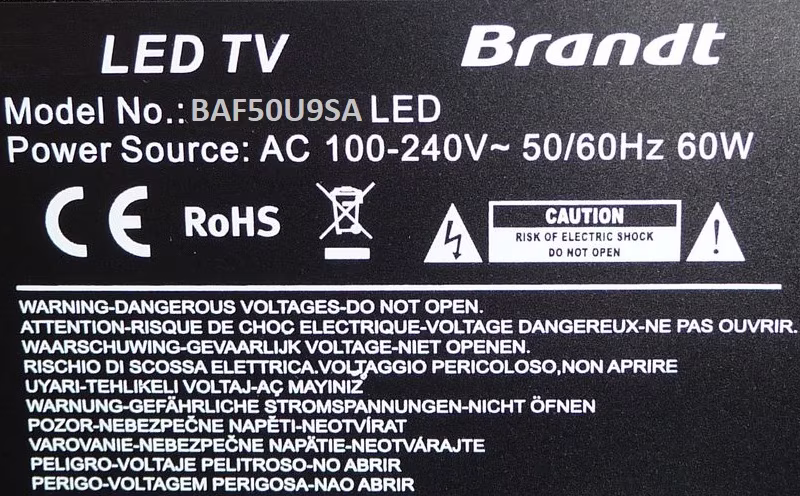 LED TV Brandt
Model No.: BAF50U9SA LED
Power Source: AC 100-240V~ 50/60Hz 60W
CE RoHS
CAUTION
RISK OF ELECTRIC SHOCK
DO NOT OPEN
WARNING-DANGEROUS VOLTAGES-DO NOT OPEN.
ATTENTION-RISQUE DE CHOC ELECTRIQUE-VOLTAGE DANGEREUX-NE PAS OUVRIR.
WAARSCHUWING-GEVAARLIJK VOLTAGE-NIET OPENEN.
RISCHIO DI SCOSSA ELETTRICA.VOLTAGGIO PERICOLOSO,NON APRIRE
UYARI-TEHLIKELI VOLTAJ-AÇ MAYINIZ
WARNUNG-GEFÄHRLICHE STROMSPANNUNGEN-NICHT ÖFNEN
POZOR-NEBEZPEČNE NAPĚTI-NEOTVÍRAT
VAROVANIE-NEBEZPEČNE NAPÄTIE-NEOTVÁRAJTE
PELIGRO-VOLTAJE PELITROSO-NO ABRIR
PERIGO-VOLTAGEM PERIGOSA-NAO ABRIR